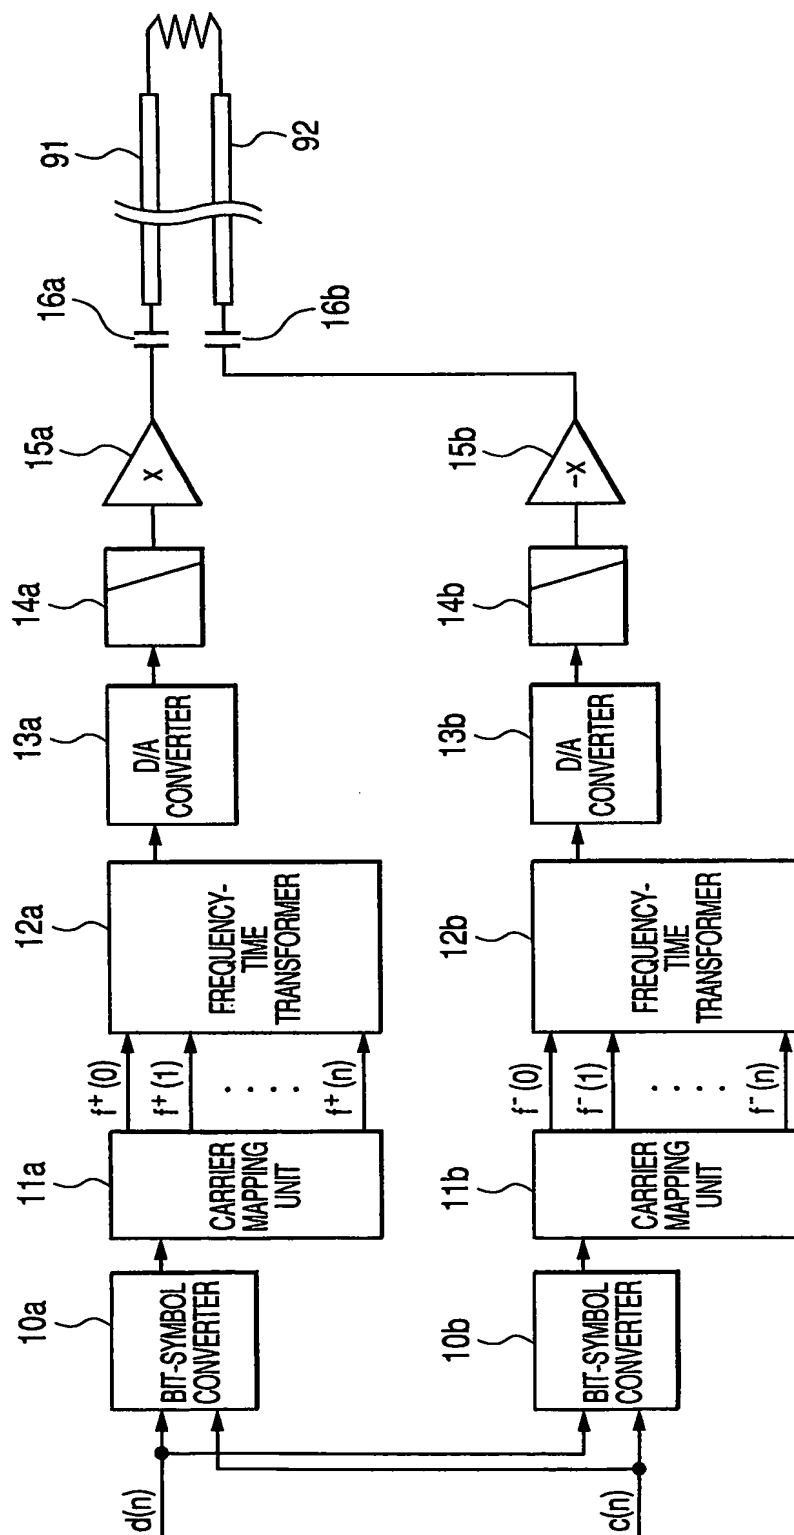 d(n)
c(n)
10a
BIT-SYMBOL
CONVERTER
11a
CARRIER
MAPPING
UNIT
f⁺(0)
f⁺(1)
. . . .
f⁺(n)
12a
FREQUENCY-
TIME
TRANSFORMER
13a
D/A
CONVERTER
14a
15a
X
16a
91
92
16b
10b
BIT-SYMBOL
CONVERTER
11b
CARRIER
MAPPING
UNIT
f⁻(0)
f⁻(1)
. . . .
f⁻(n)
12b
FREQUENCY-
TIME
TRANSFORMER
13b
D/A
CONVERTER
14b
15b
-X